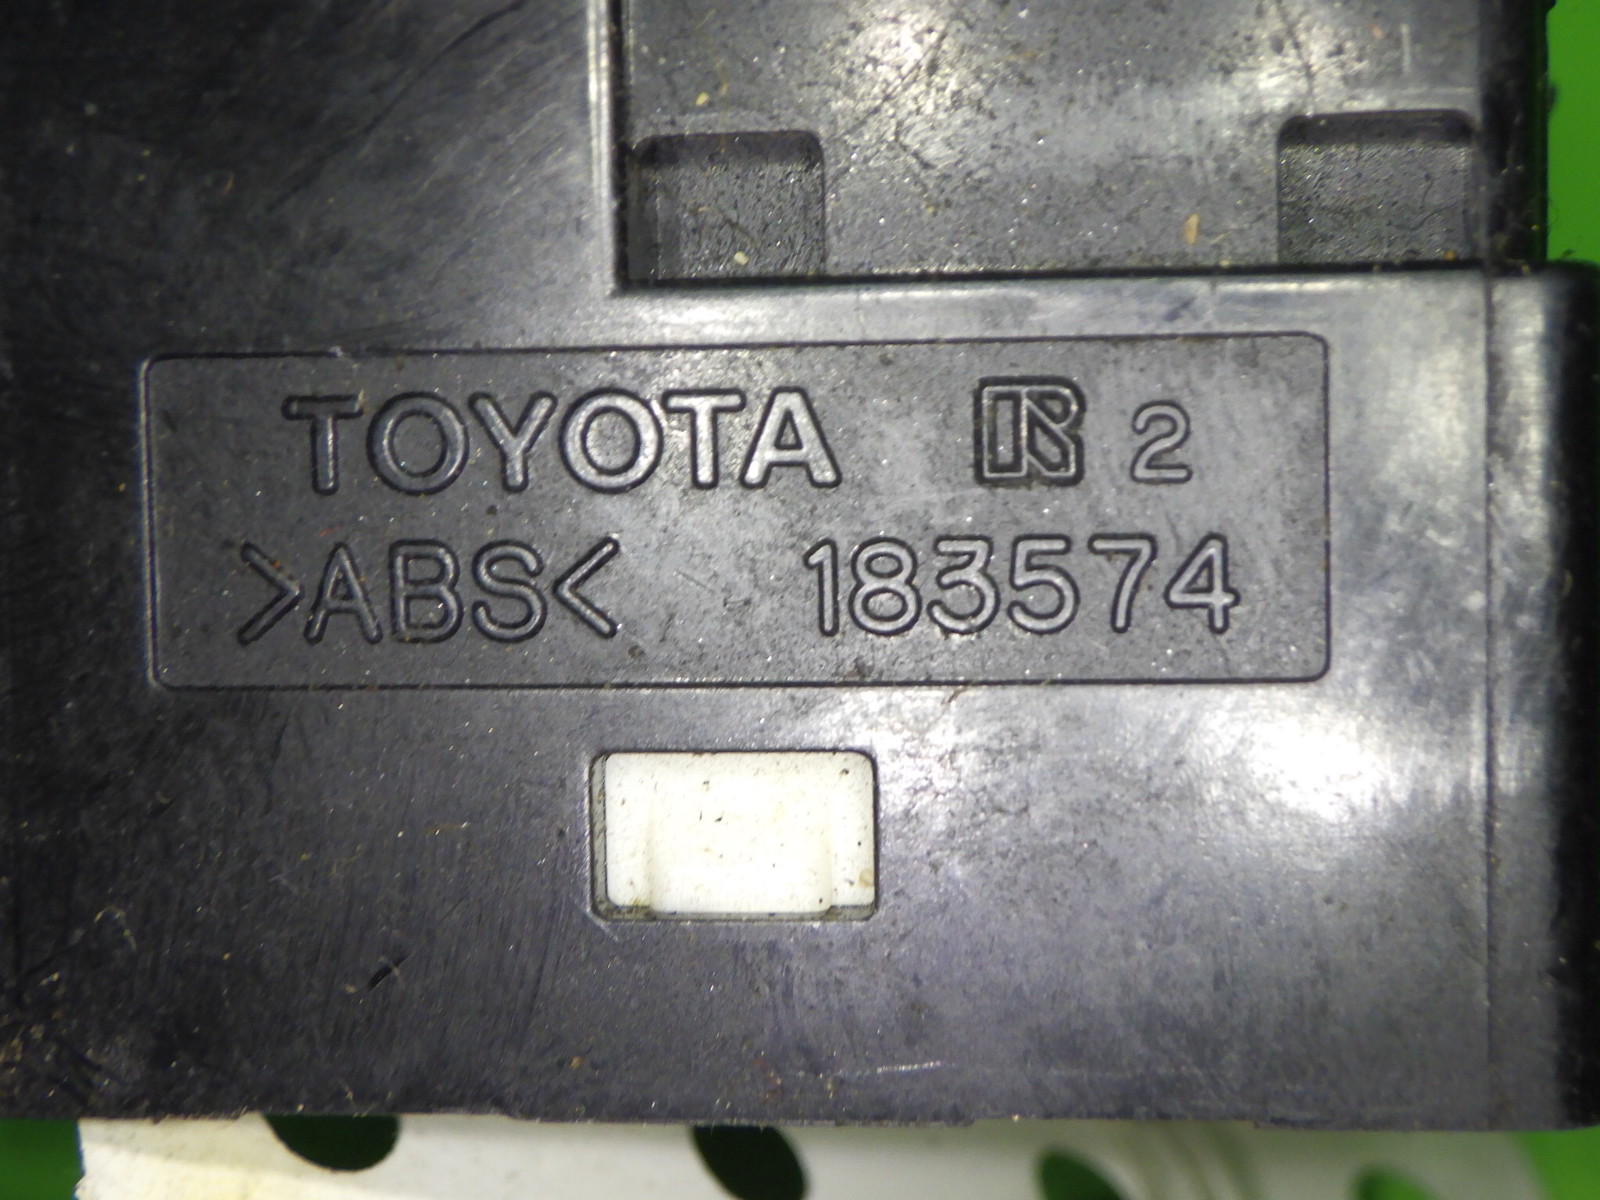 TOYOTA R 2
>ABS< 183574